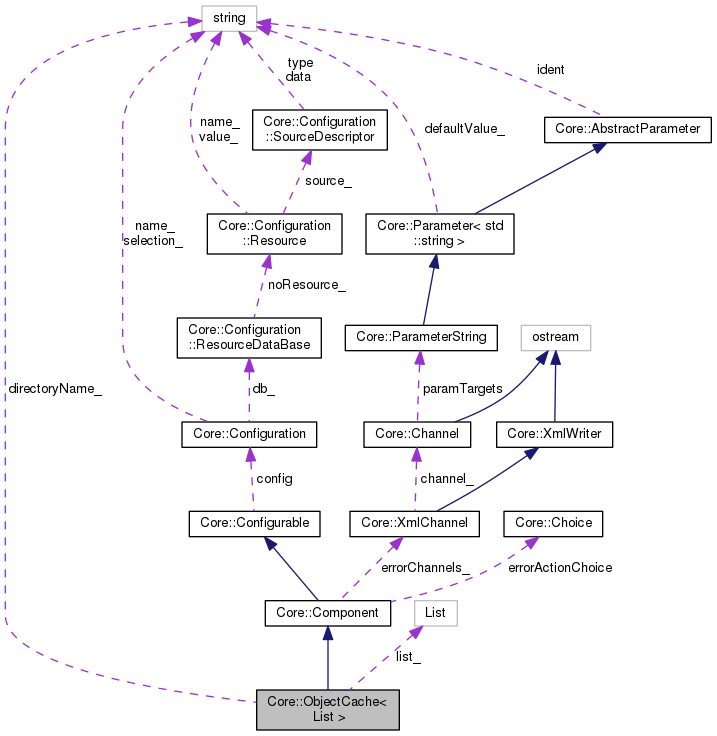 string
type
data
ident
name_
value_
Core::Configuration
::SourceDescriptor
defaultValue_
Core::AbstractParameter
source_
name_
selection_
Core::Configuration
::Resource
Core::Parameter< std
::string >
noResource_
Core::Configuration
::ResourceDataBase
Core::ParameterString
ostream
directoryName_
db_
paramTargets
Core::Configuration
Core::Channel
Core::XmlWriter
config
channel_
Core::Configurable
Core::XmlChannel
Core::Choice
errorChannels_
errorActionChoice
Core::Component
List
list_
Core::ObjectCache<
List >